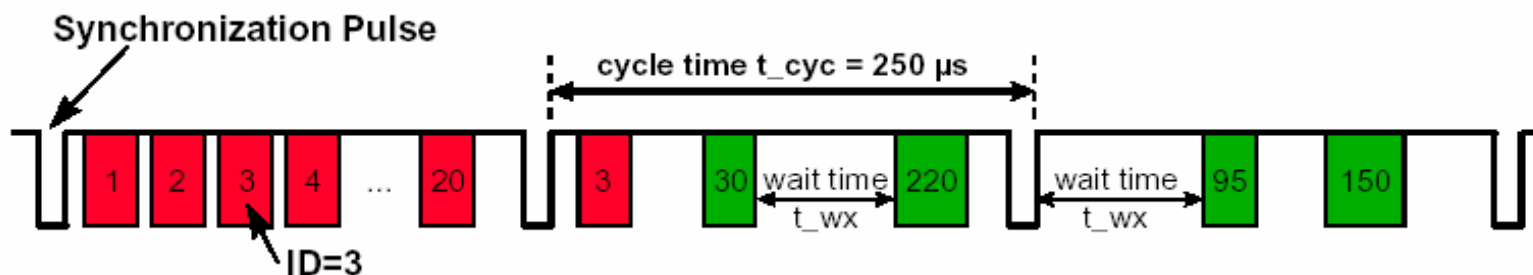 Synchronization Pulse
cycle time t_cyc = 250 µs
1 2 3 4 ... 20 3 30 wait time 220 wait time 95 150
t_wx t_wx
ID=3